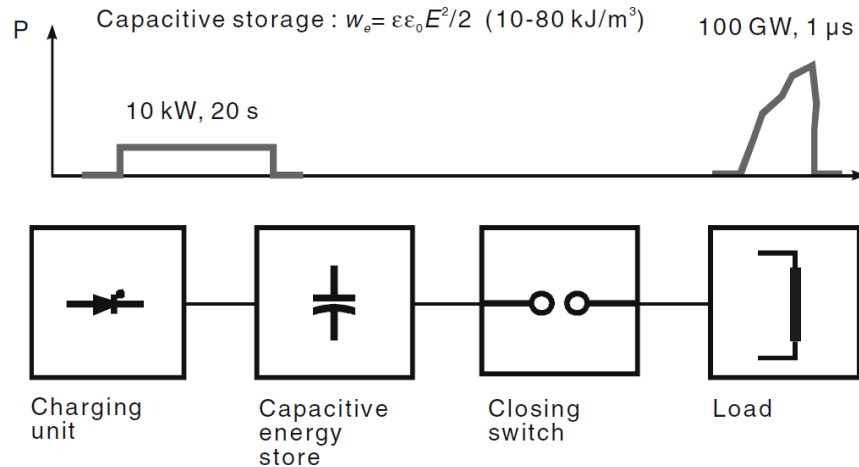 P
Capacitive storage : wₑ= εε₀E²/2 (10-80 kJ/m³)
100 GW, 1 µs
10 kW, 20 s
Charging
unit
Capacitive
energy
store
Closing
switch
Load